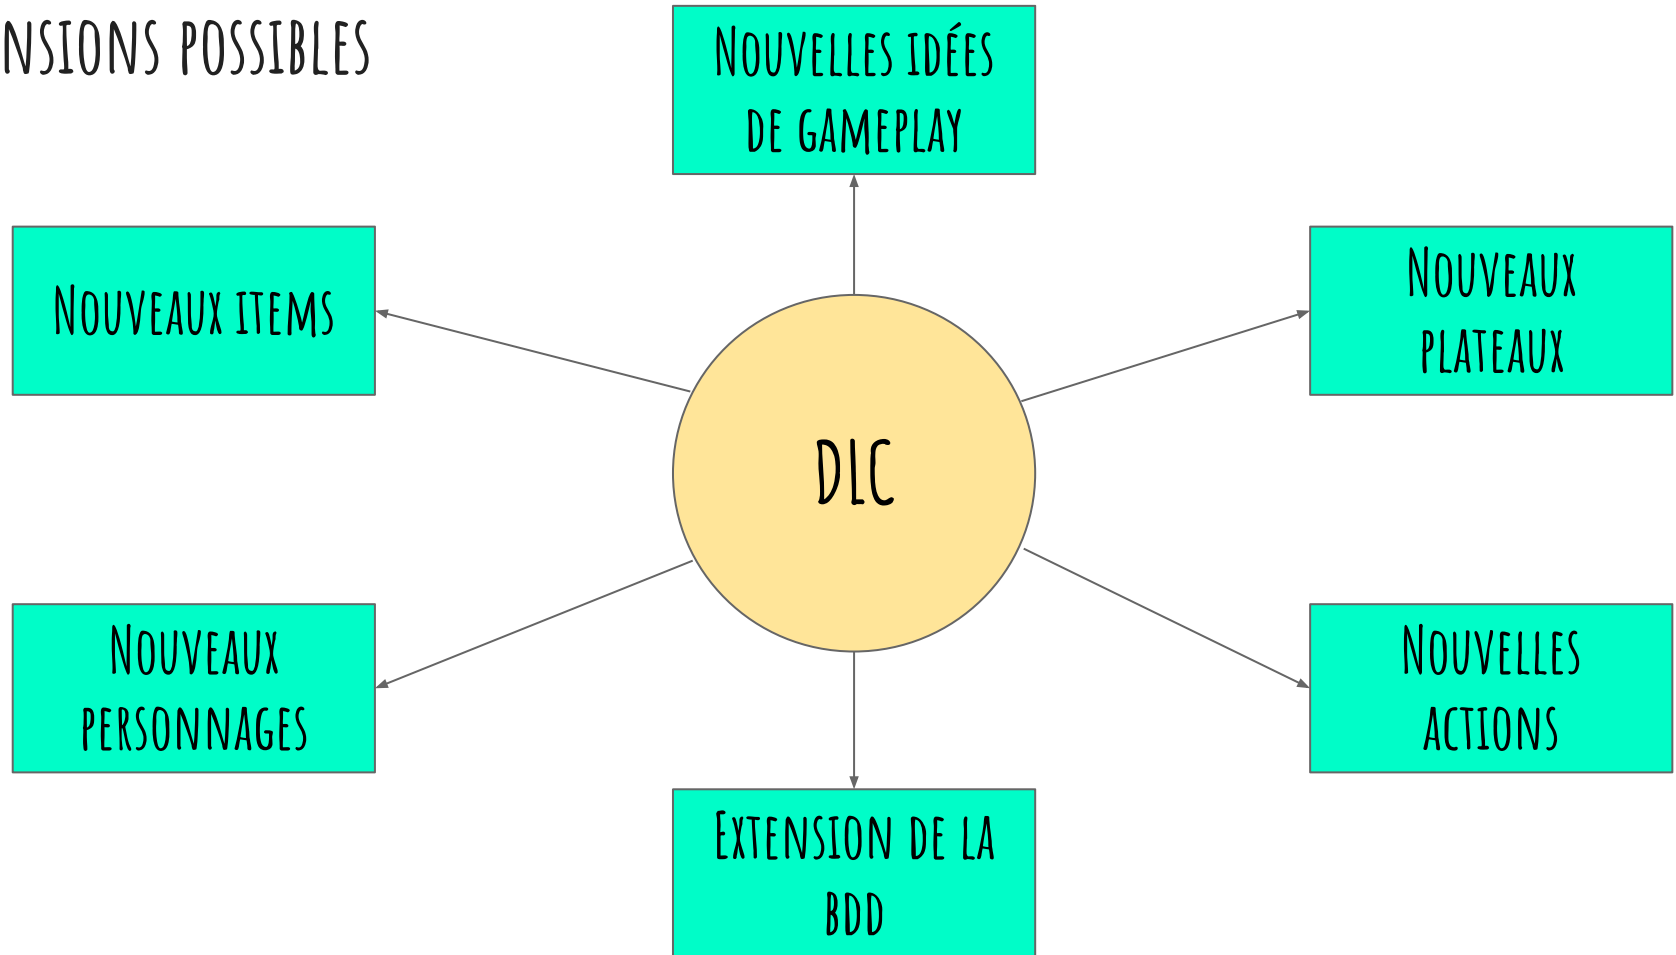 NSIONS POSSIBLES
Nouvelles idées
de gameplay
Nouveaux items
Nouveaux
plateaux
DLC
Nouveaux
personnages
Nouvelles
actions
Extension de la
BDD